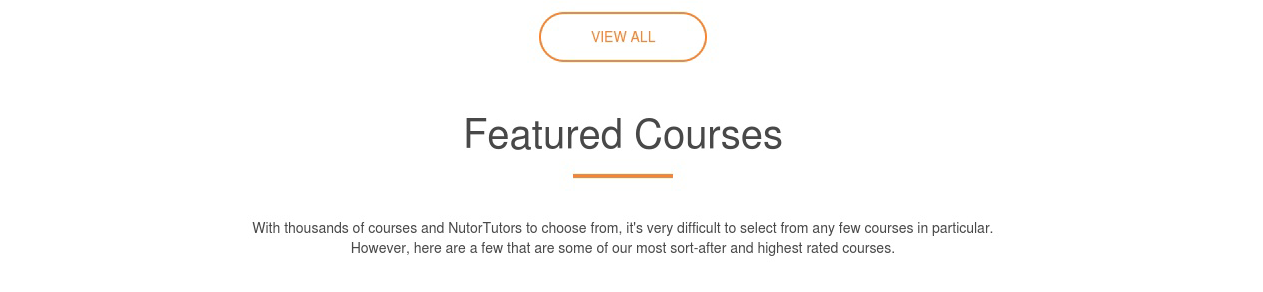 VIEW ALL
Featured Courses
With thousands of courses and NutorTutors to choose from, it's very difficult to select from any few courses in particular.
However, here are a few that are some of our most sort-after and highest rated courses.